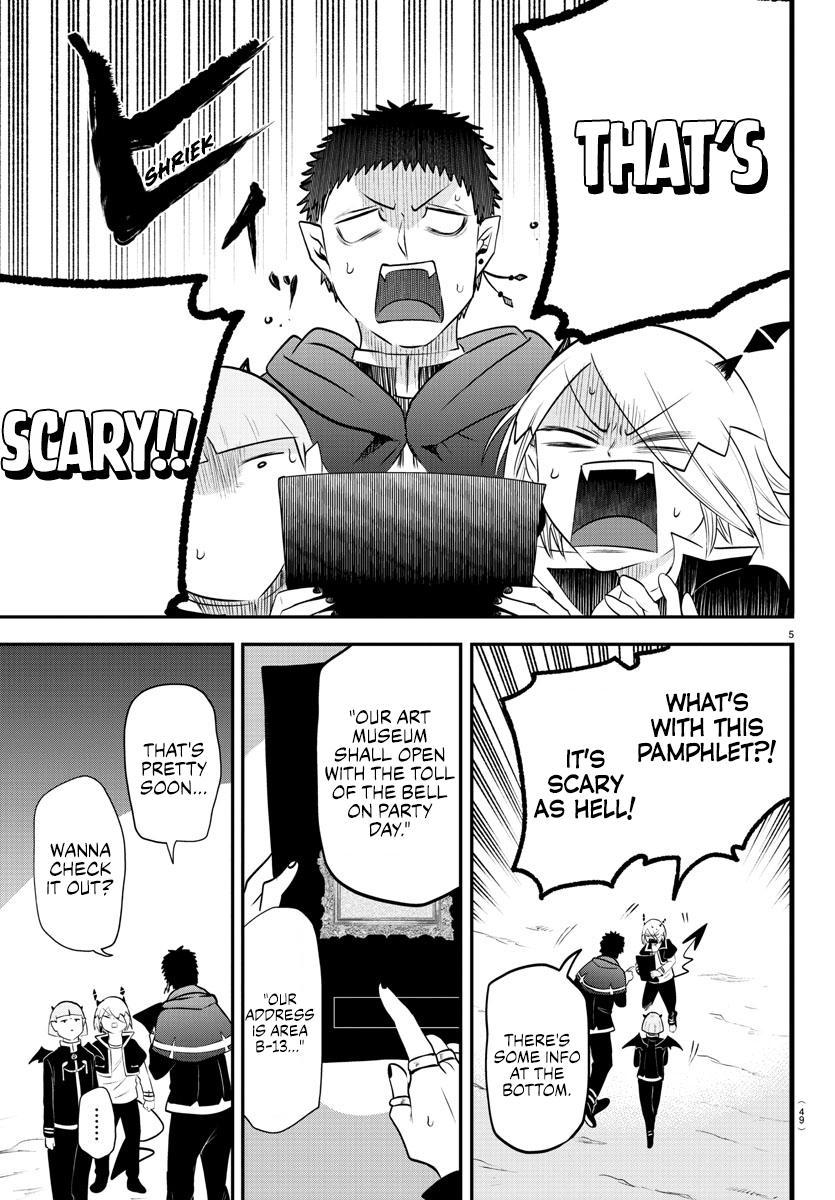 THAT'S
ヒィッ
SHRIEK
SCARY!!
5
WHAT'S
WITH THIS
PAMPHLET?!
IT'S
SCARY
AS HELL!
THERE'S
SOME INFO
AT THE
BOTTOM.
"OUR ART
MUSEUM
SHALL OPEN
WITH THE TOLL
OF THE BELL
ON PARTY
DAY."
"OUR
ADDRESS
IS AREA
B-13..."
THAT'S
PRETTY
SOON...
WANNA
CHECK
IT OUT?
......
(49)